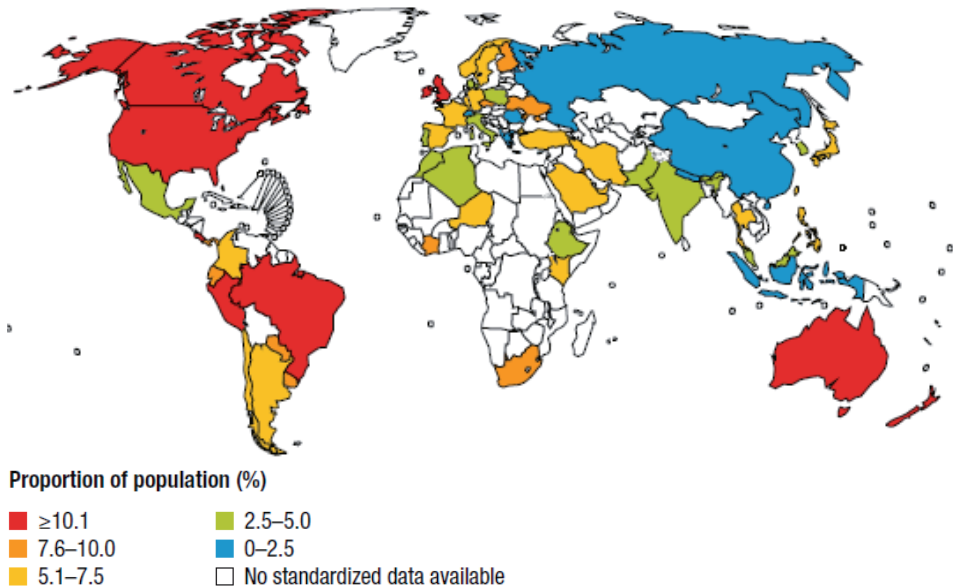 Proportion of population (%)
≥10.1
7.6–10.0
5.1–7.5
2.5–5.0
0–2.5
No standardized data available